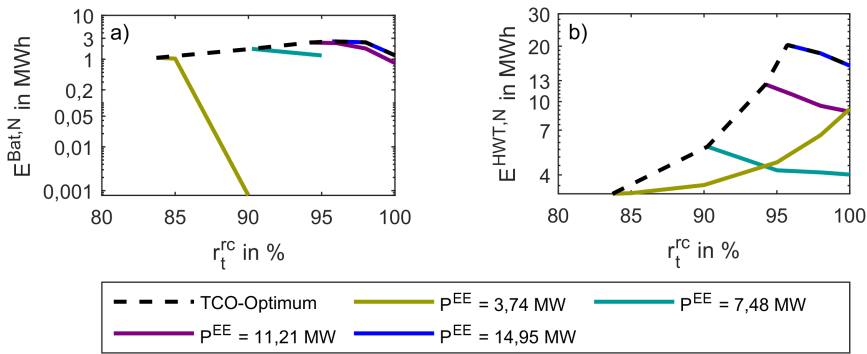 a)
E^Bat,N in MWh
10
3
1
0,2
0,05
0,01
0,001
80 85 90 95 100
r_t^rc in %
b)
E^HWT,N in MWh
30
20
13
10
7
4
80 85 90 95 100
r_t^rc in %
TCO-Optimum
P^EE = 3,74 MW
P^EE = 7,48 MW
P^EE = 11,21 MW
P^EE = 14,95 MW